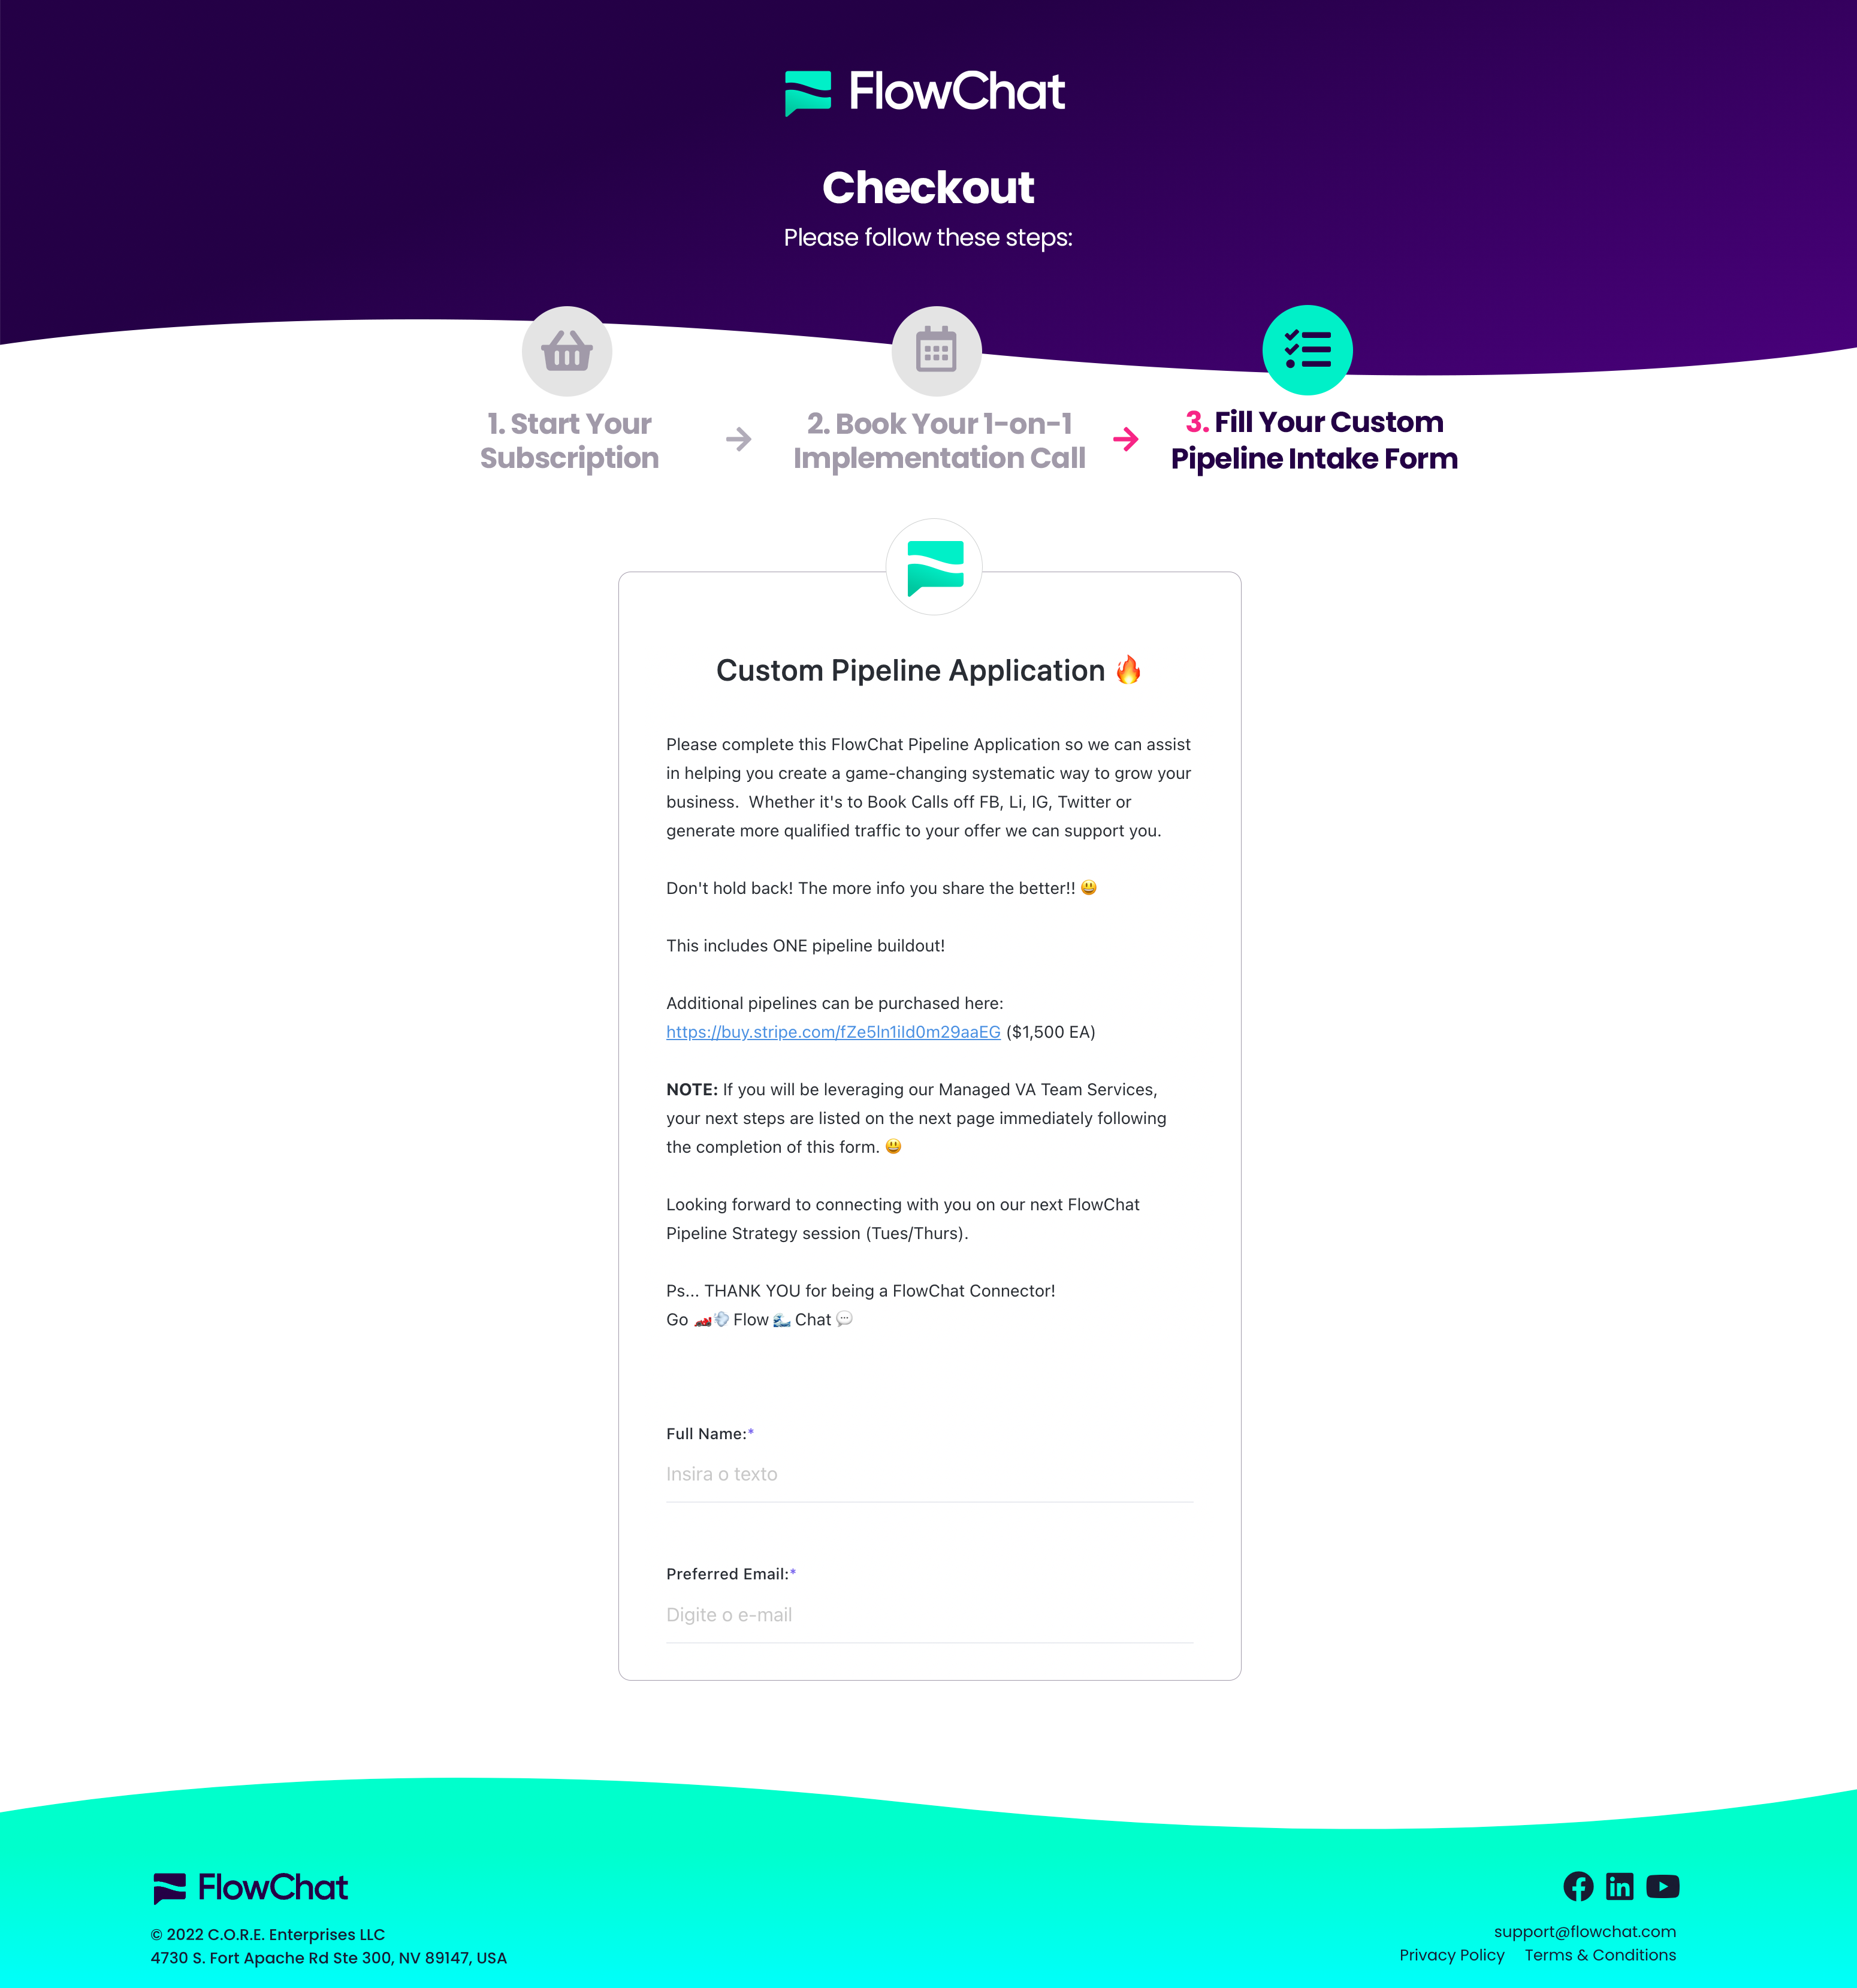 FlowChat
Checkout
Please follow these steps:
1. Start Your
Subscription
2. Book Your 1-on-1
Implementation Call
3. Fill Your Custom
Pipeline Intake Form
Custom Pipeline Application 🔥
Please complete this FlowChat Pipeline Application so we can assist
in helping you create a game-changing systematic way to grow your
business.  Whether it's to Book Calls off FB, Li, IG, Twitter or
generate more qualified traffic to your offer we can support you.
Don't hold back! The more info you share the better!! 😃
This includes ONE pipeline buildout!
Additional pipelines can be purchased here:
https://buy.stripe.com/fZe5ln1iId0m29aaEG ($1,500 EA)
NOTE: If you will be leveraging our Managed VA Team Services,
your next steps are listed on the next page immediately following
the completion of this form. 😃
Looking forward to connecting with you on our next FlowChat
Pipeline Strategy session (Tues/Thurs).
Ps... THANK YOU for being a FlowChat Connector!
Go 🏎💨 Flow 🌊 Chat 💬
Full Name:*
Insira o texto
Preferred Email:*
Digite o e-mail
FlowChat
© 2022 C.O.R.E. Enterprises LLC
4730 S. Fort Apache Rd Ste 300, NV 89147, USA
support@flowchat.com
Privacy Policy Terms & Conditions